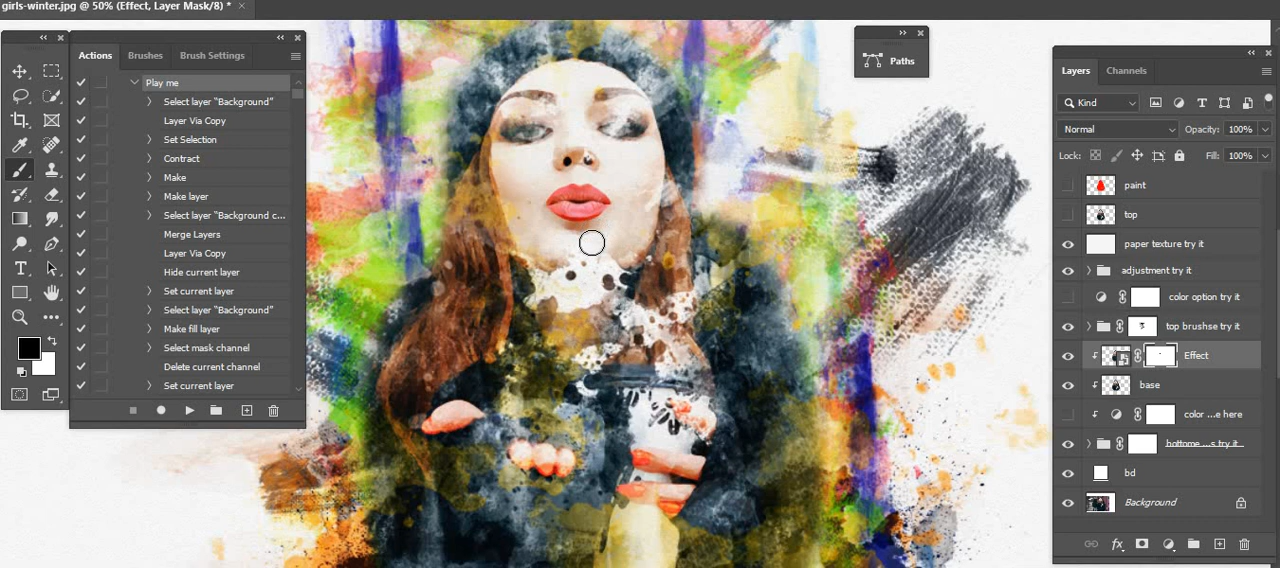 girls-winter.jpg @ 50% (Effect, Layer Mask/8) *
Actions
Brushes
Brush Settings
Play me
Select layer "Background"
Layer Via Copy
Set Selection
Contract
Make
Make layer
Select layer "Background c...
Merge Layers
Layer Via Copy
Hide current layer
Set current layer
Select layer "Background"
Make fill layer
Select mask channel
Delete current channel
Set current layer
Paths
Layers
Channels
Kind
Normal
Opacity: 100%
Lock:
Fill: 100%
paint
top
paper texture try it
adjustment try it
color option try it
top brushse try it
Effect
base
color ...e here
bottome ...s try it
bd
Background